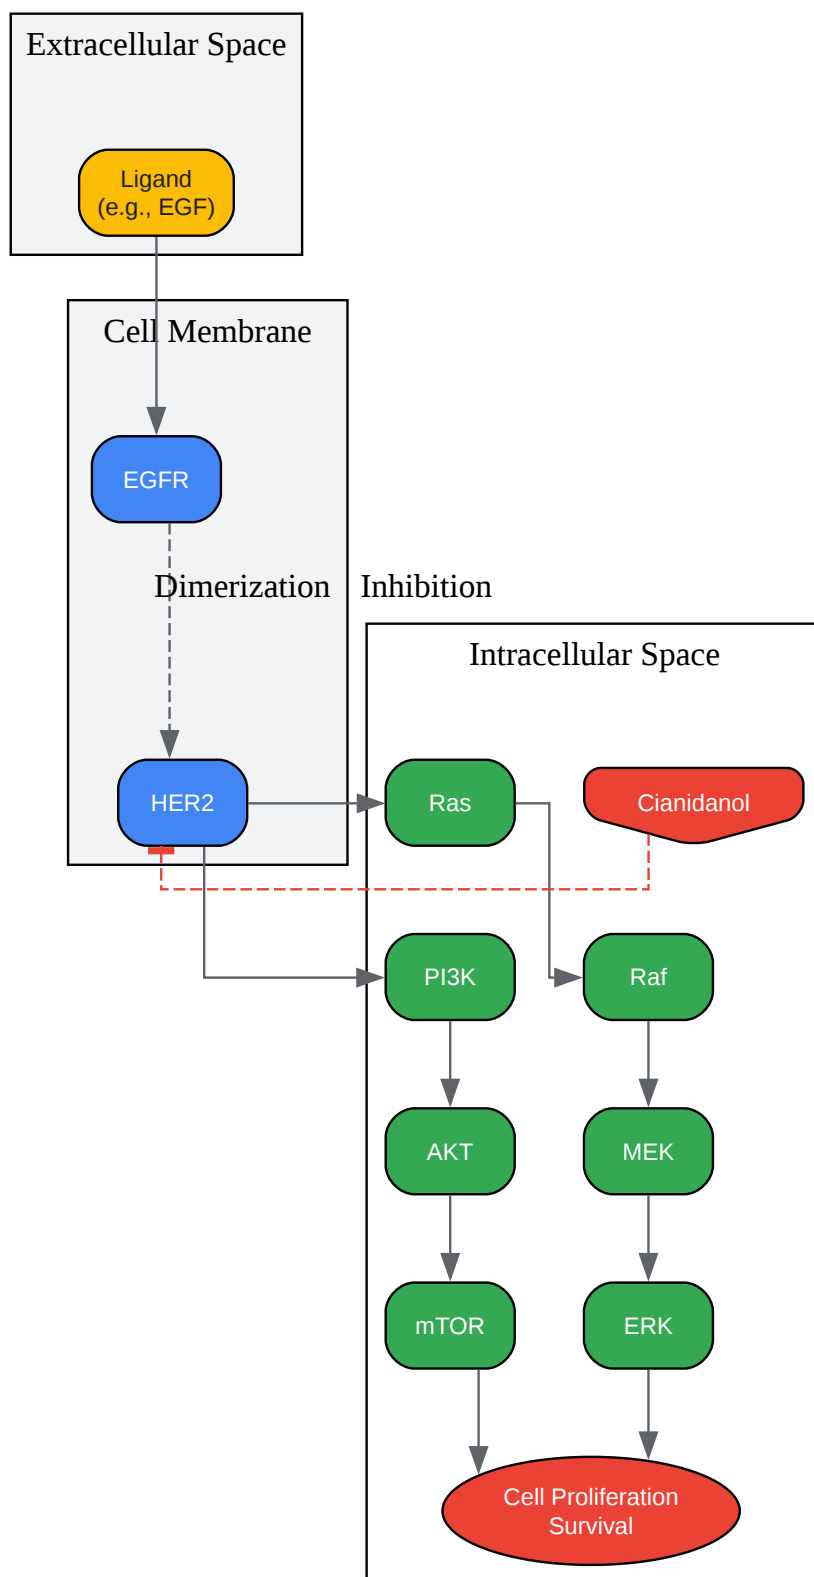 Extracellular Space
Ligand
(e.g., EGF)
Cell Membrane
EGFR
Dimerization
Inhibition
Intracellular Space
HER2
Ras
Cianidanol
PI3K
Raf
AKT
MEK
mTOR
ERK
Cell Proliferation
Survival